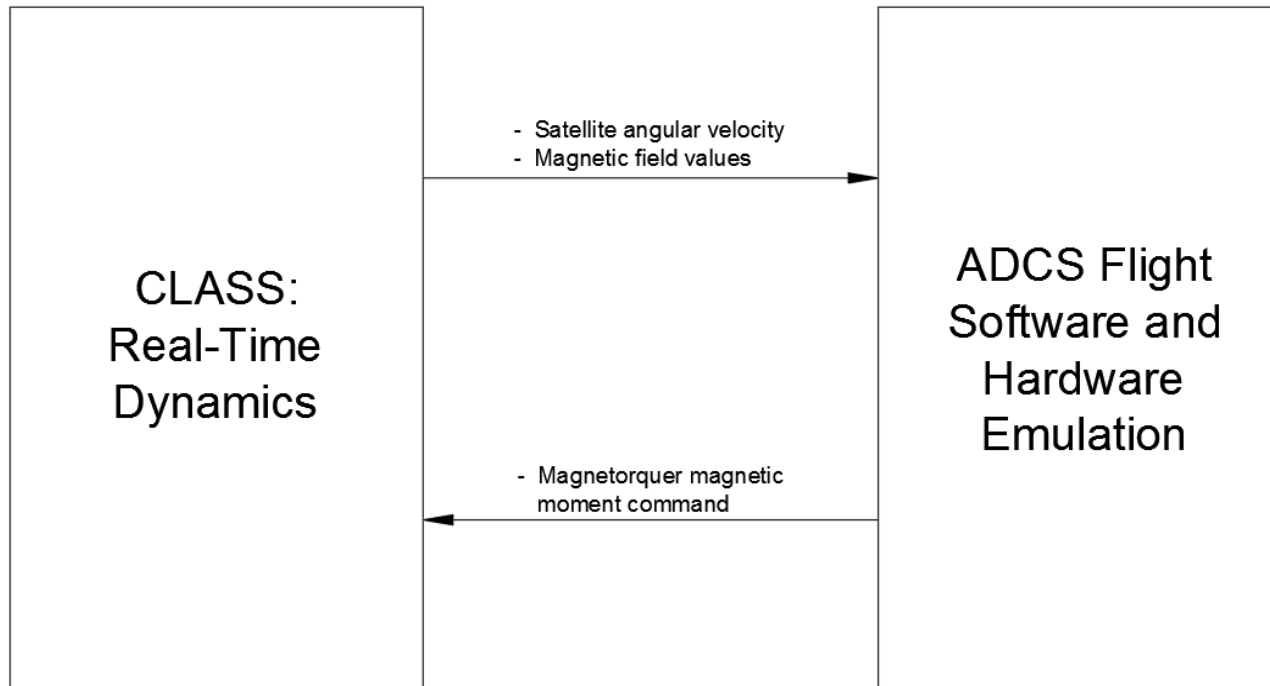 CLASS:
Real-Time
Dynamics
- Satellite angular velocity
- Magnetic field values
- Magnetorquer magnetic
moment command
ADCS Flight
Software and
Hardware
Emulation